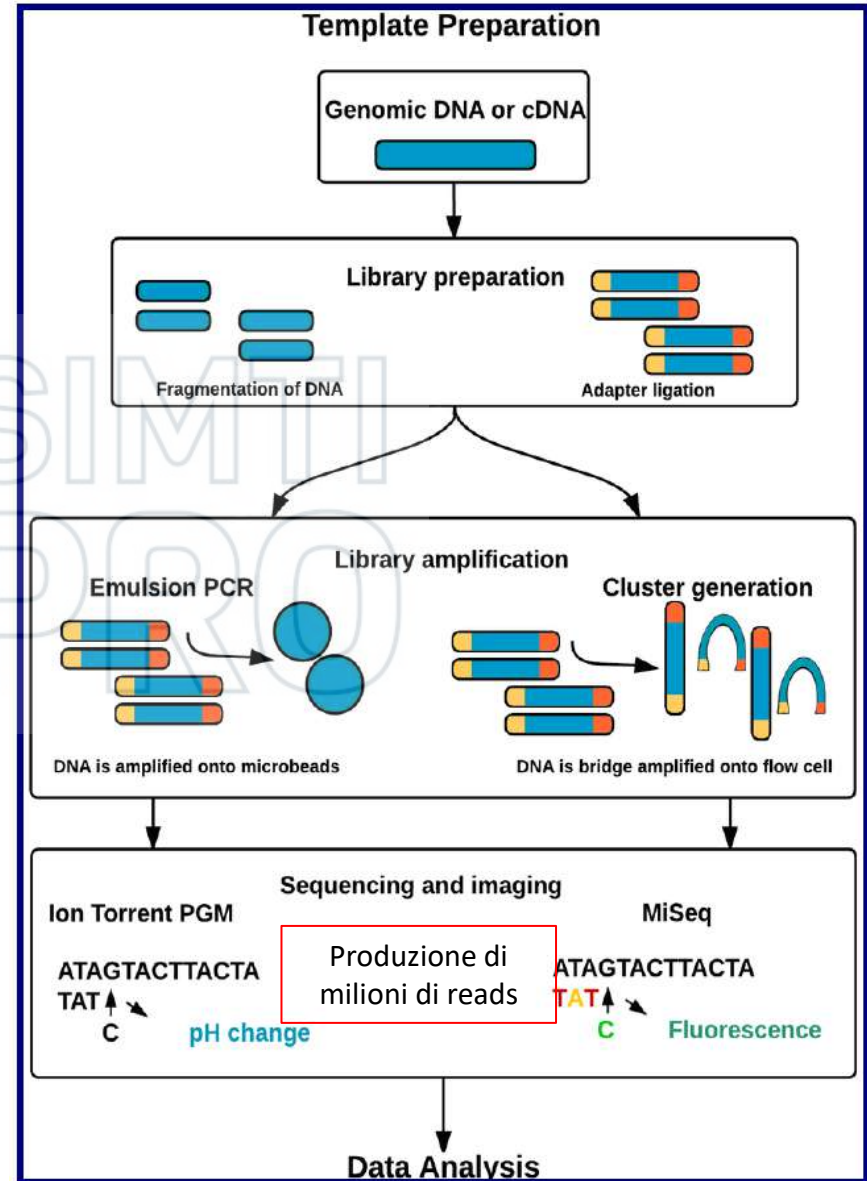 Template Preparation
Genomic DNA or cDNA
Library preparation
Fragmentation of DNA
Adapter ligation
SIMTI
PRO
Library amplification
Emulsion PCR
Cluster generation
DNA is amplified onto microbeads
DNA is bridge amplified onto flow cell
Sequencing and imaging
Ion Torrent PGM
ATAGTACTTACTA
TAT
C
pH change
Produzione di
milioni di reads
MiSeq
ATAGTACTTACTA
TAT
C
Fluorescence
Data Analysis